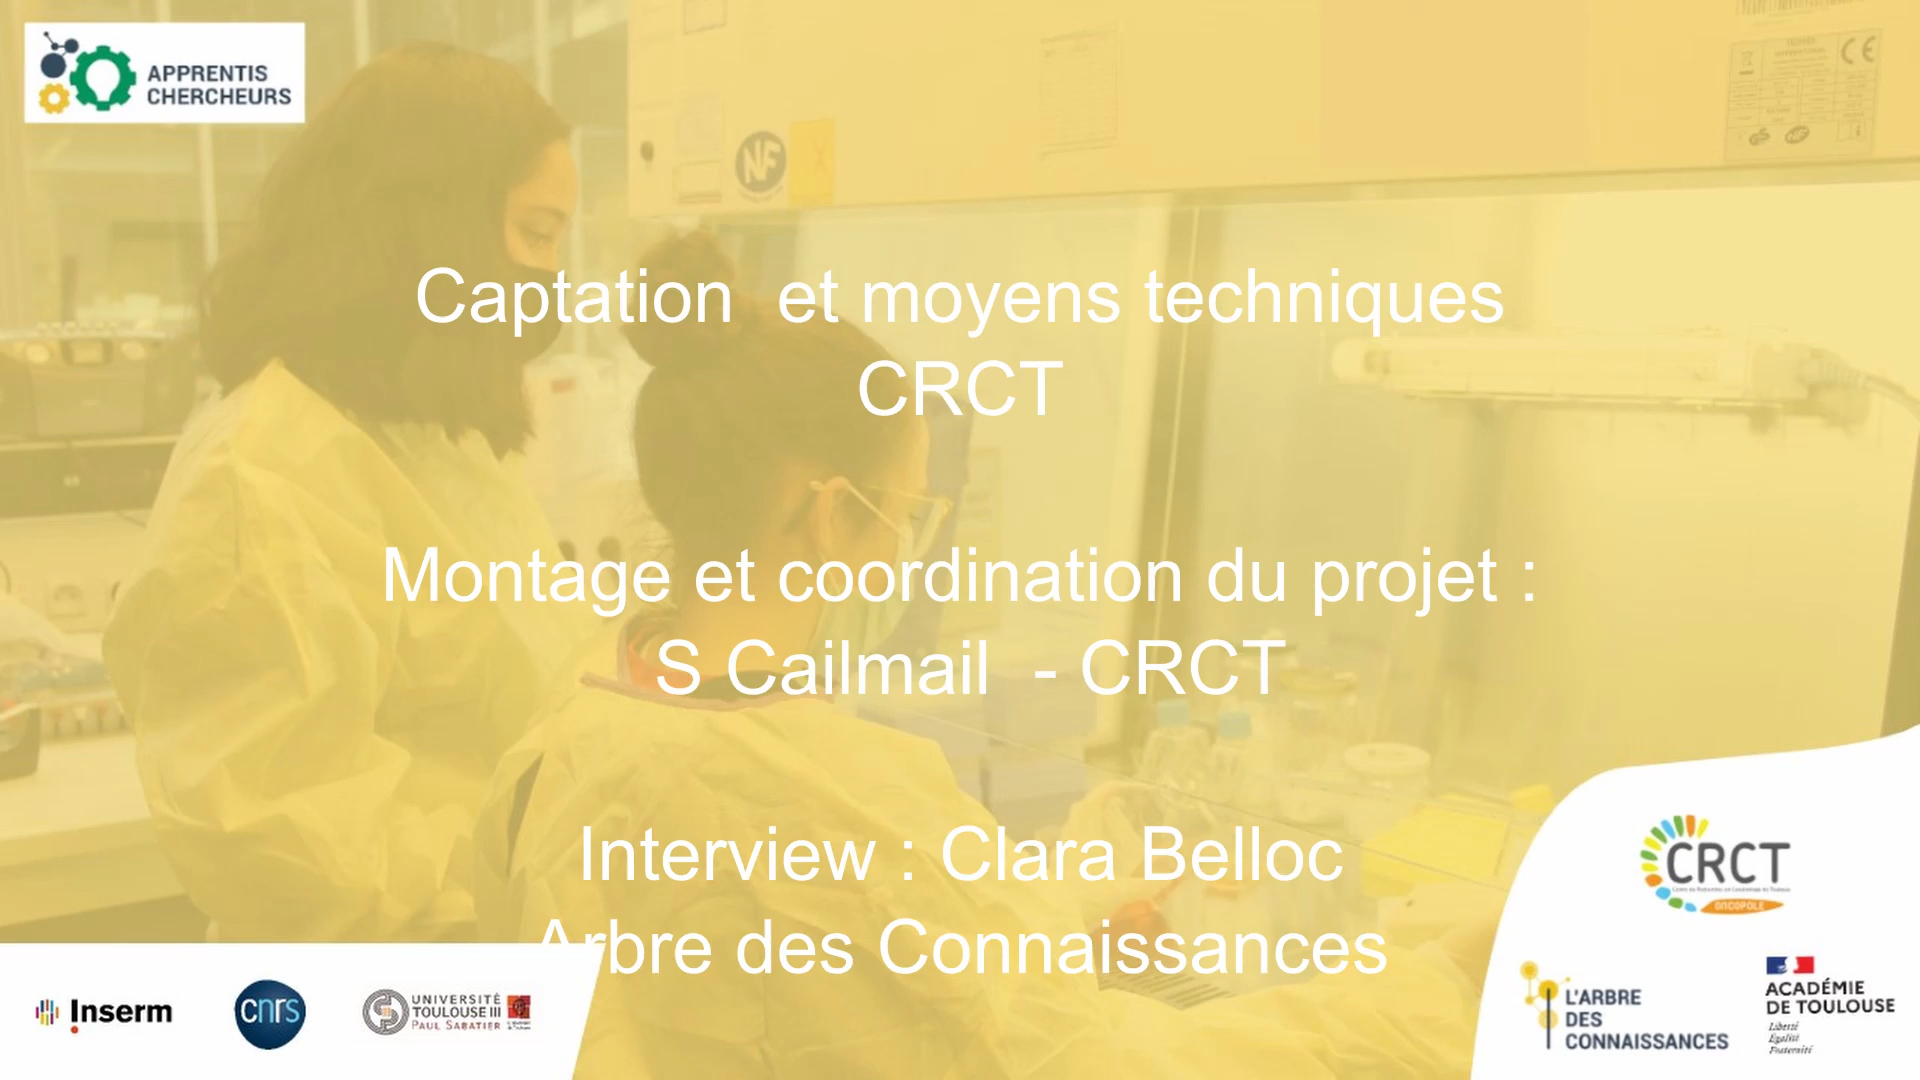 APPRENTIS
CHERCHEURS
NF
CE
Captation  et moyens techniques
CRCT
Montage et coordination du projet :
S Cailmail  - CRCT
Interview : Clara Belloc
Arbre des Connaissances
Inserm
cnrs
UNIVERSITÉ
TOULOUSE III
PAUL SABATIER
CRCT
ONCOPOLE
L'ARBRE
DES
CONNAISSANCES
ACADÉMIE
DE TOULOUSE
Liberté
Égalité
Fraternité